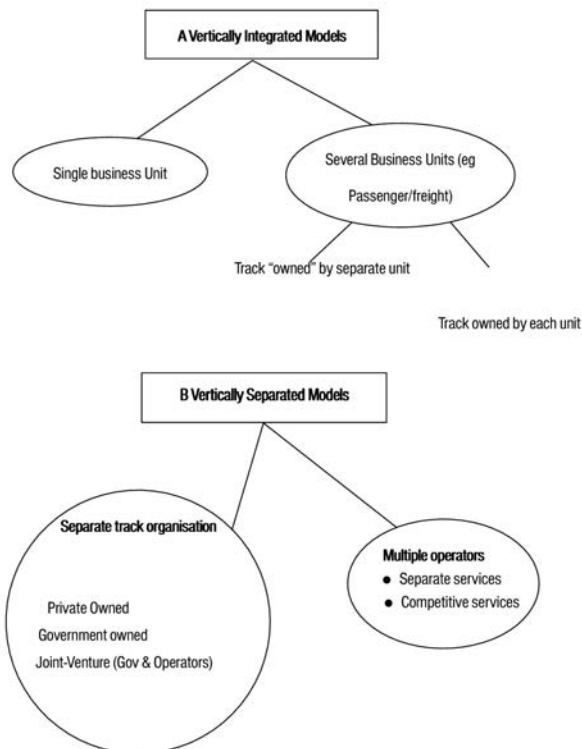 A Vertically Integrated Models
Single business Unit
Several Business Units (eg
Passenger/freight)
Track "owned" by separate unit
Track owned by each unit
B Vertically Separated Models
Separate track organisation
Private Owned
Government owned
Joint-Venture (Gov & Operators)
Multiple operators
● Separate services
● Competitive services